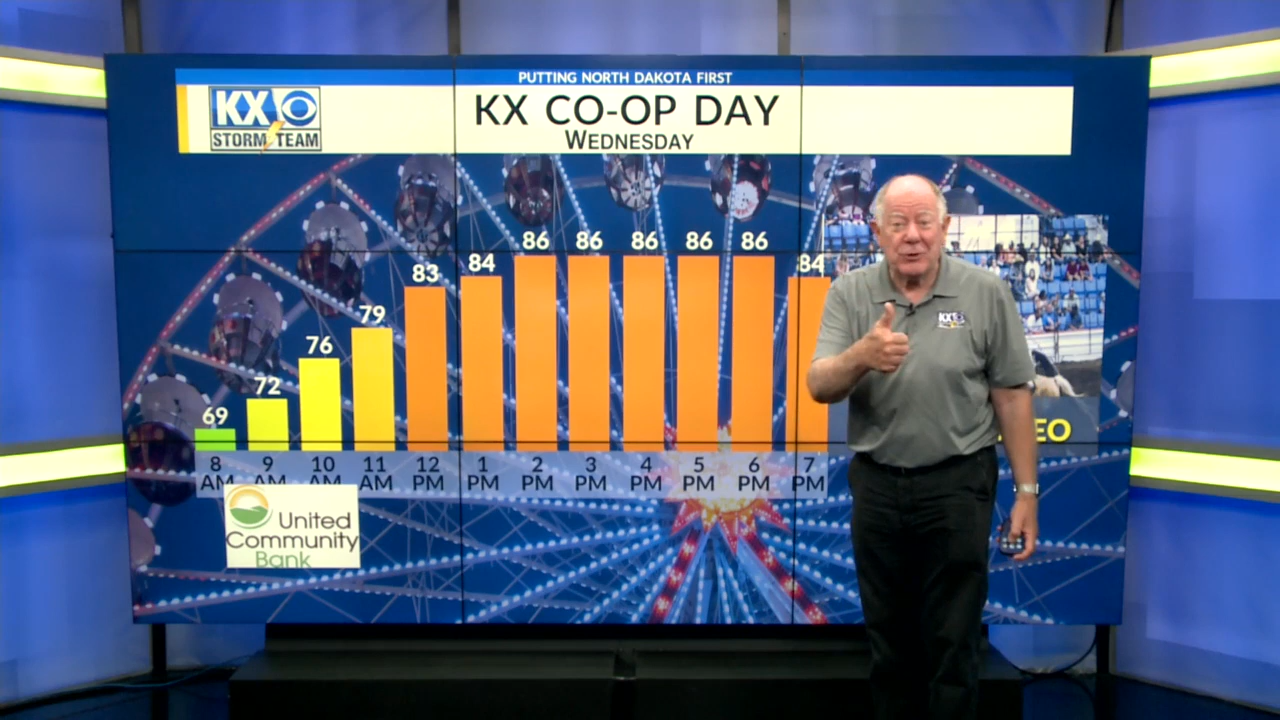 PUTTING NORTH DAKOTA FIRST
KX
STORM TEAM
KX CO-OP DAY
WEDNESDAY
69 72 76 79 83 84 86 86 86 86 86 84
8 9 10 11 12 1 2 3 4 5 6 7
AM AM AM AM PM PM PM PM PM PM PM PM
United
Community
Bank
KX
EO